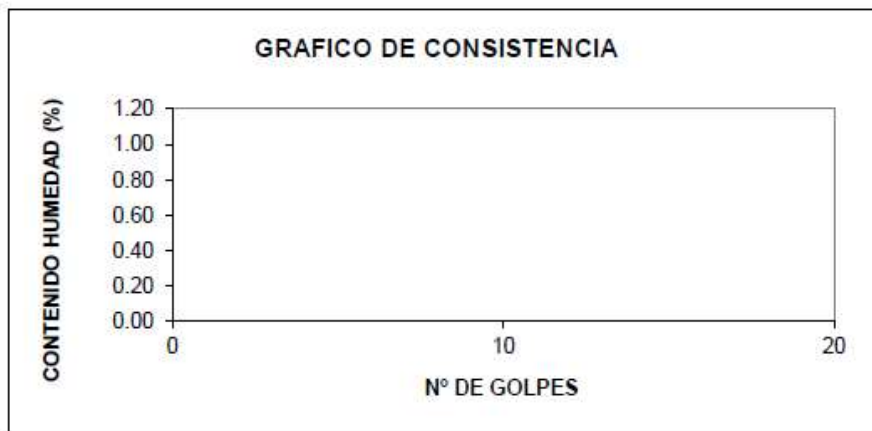 GRAFICO DE CONSISTENCIA
CONTENIDO HUMEDAD (%)
1.20
1.00
0.80
0.60
0.40
0.20
0.00
0 10 20
Nº DE GOLPES